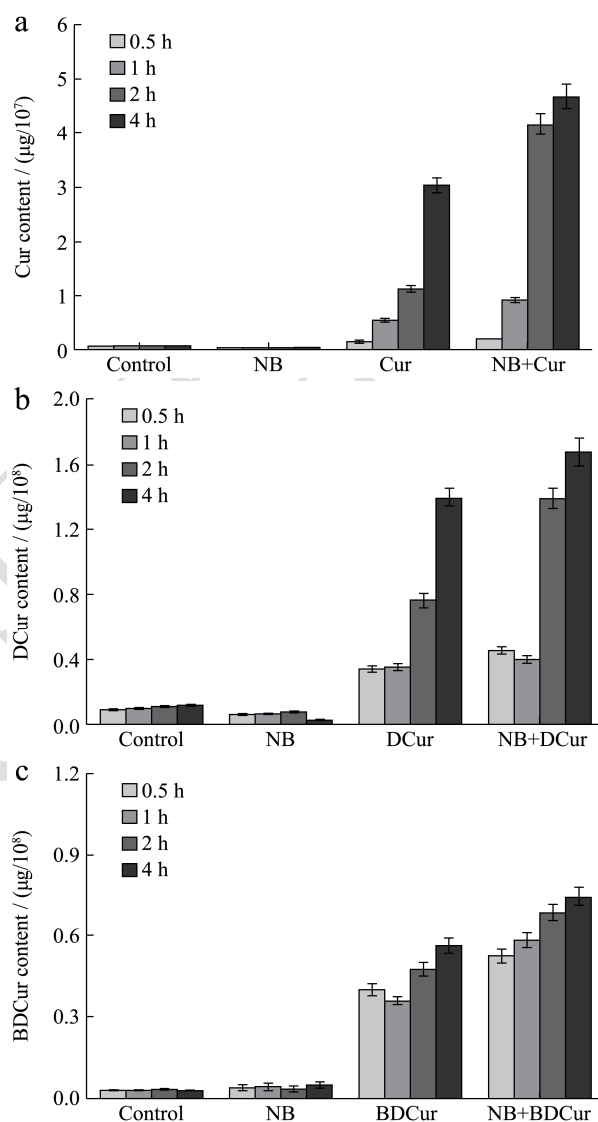 a
6
5
4
3
2
1
0
Cur content / (μg/10⁷)
0.5 h
1 h
2 h
4 h
Control NB Cur NB+Cur
b
2.0
1.6
1.2
0.8
0.4
0.0
DCur content / (μg/10⁸)
0.5 h
1 h
2 h
4 h
Control NB DCur NB+DCur
c
1.2
0.9
0.6
0.3
0.0
BDCur content / (μg/10⁸)
0.5 h
1 h
2 h
4 h
Control NB BDCur NB+BDCur